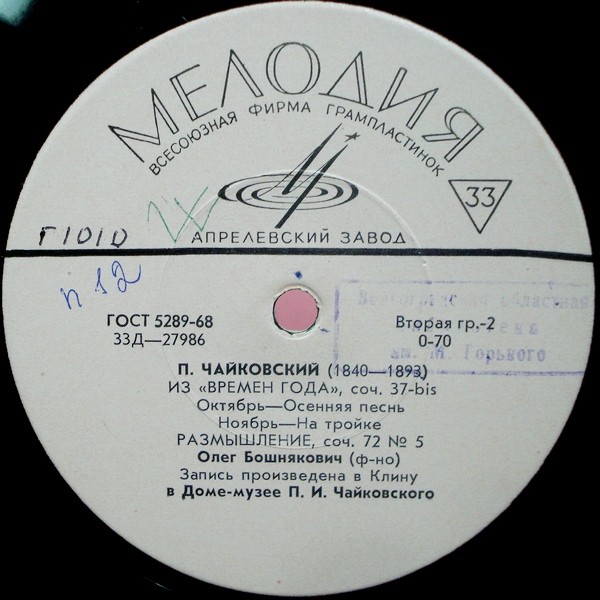 МЕЛОДИЯ
ВСЕСОЮЗНАЯ ФИРМА ГРАМПЛАСТИНОК
33
АПРЕЛЕВСКИЙ ЗАВОД
Г101D
п 12
ГОСТ 5289-68
33Д—27986
Вторая гр.-2
0-70
областная
им. М. Горького
П. ЧАЙКОВСКИЙ (1840—1893)
ИЗ «ВРЕМЕН ГОДА», соч. 37-bis
Октябрь—Осенняя песнь
Ноябрь—На тройке
РАЗМЫШЛЕНИЕ, соч. 72 № 5
Олег Бошнякович (ф-но)
Запись произведена в Клину
в Доме-музее П. И. Чайковского